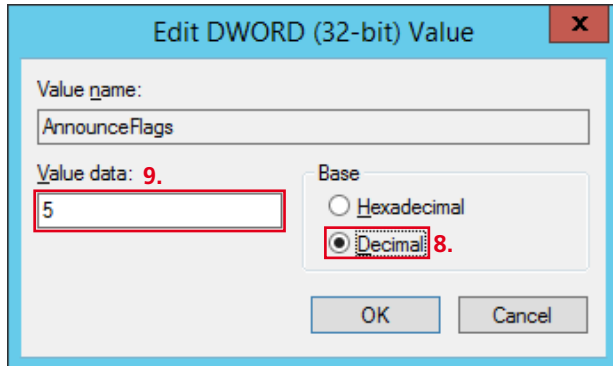 Edit DWORD (32-bit) Value
x
Value name:
AnnounceFlags
Value data: 9.
5
Base
Hexadecimal
Decimal 8.
OK
Cancel